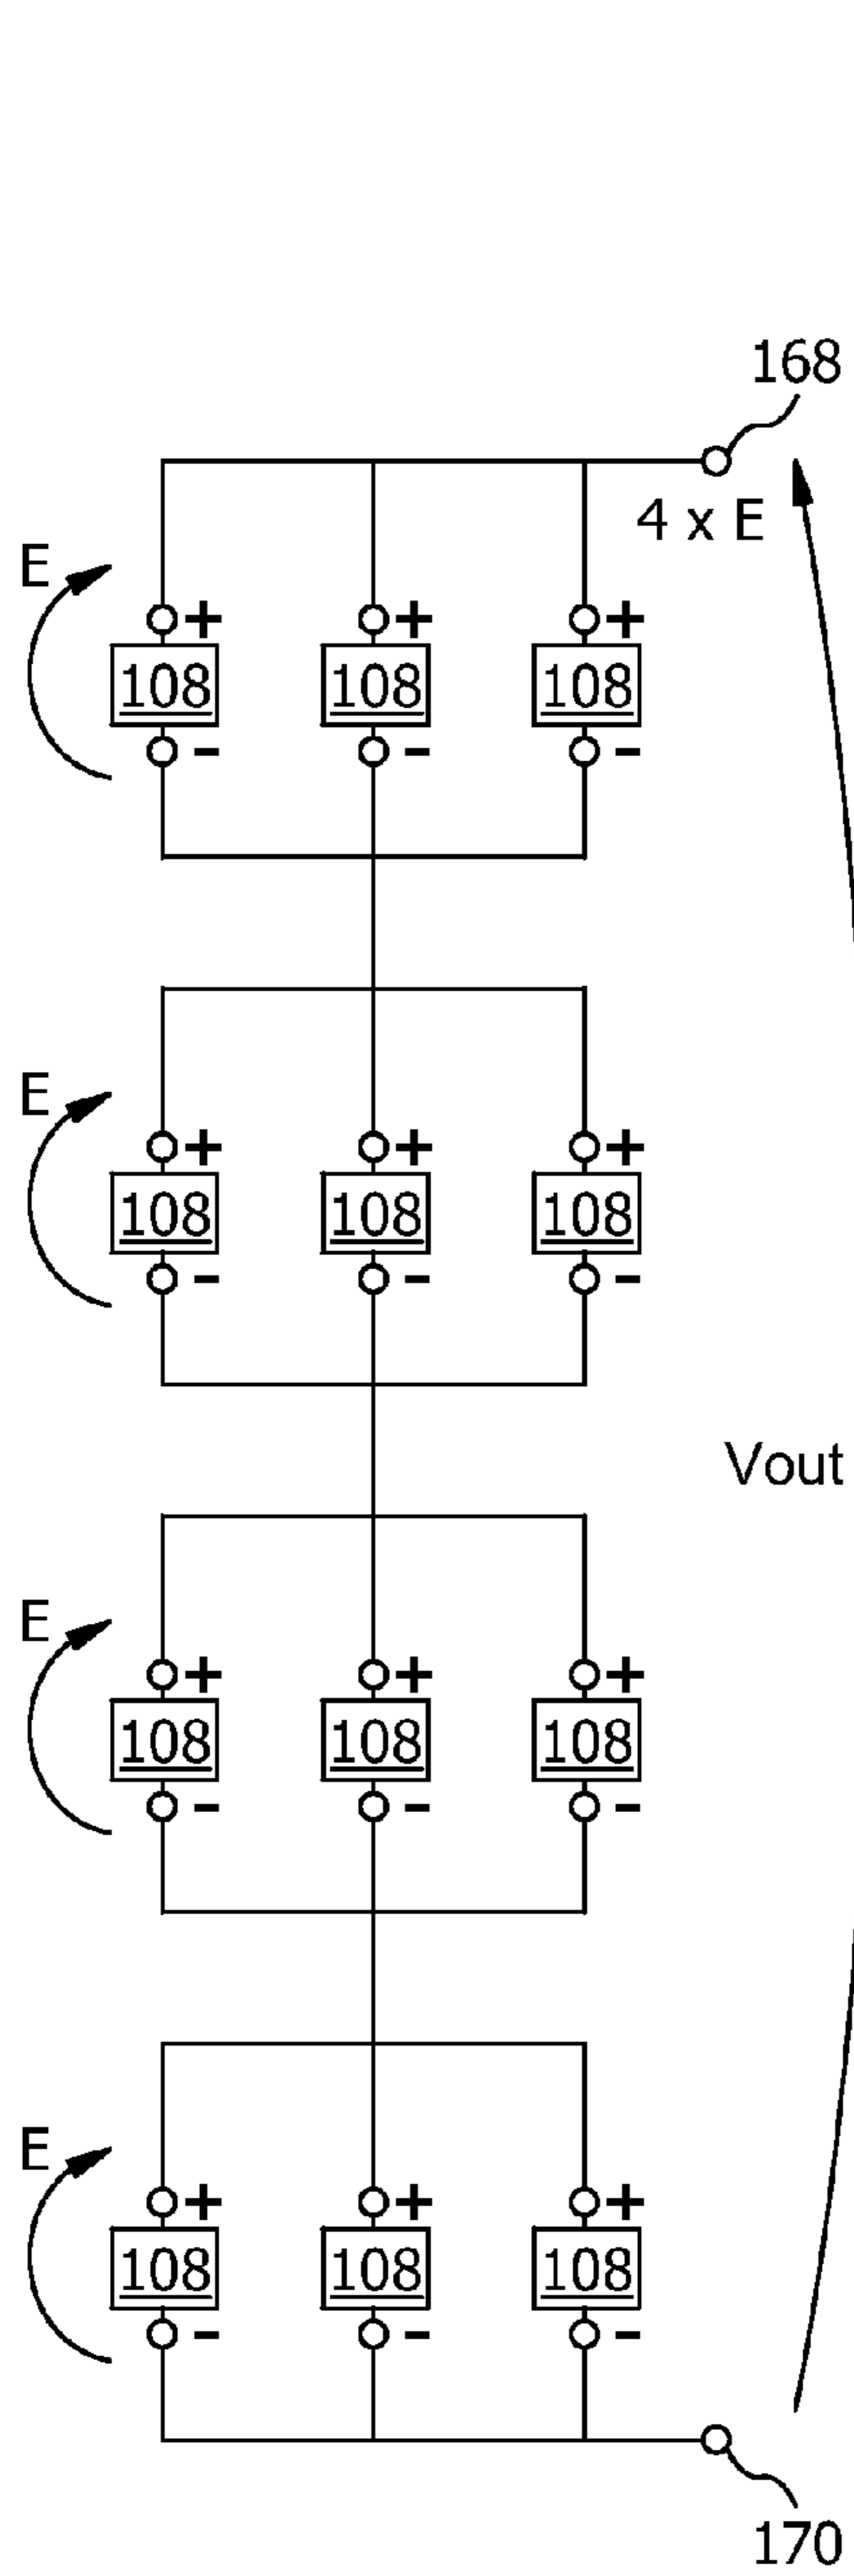 168
4 x E
E
+ + +
108 108 108
- - -
E
+ + +
108 108 108
- - -
Vout
E
+ + +
108 108 108
- - -
E
+ + +
108 108 108
- - -
170